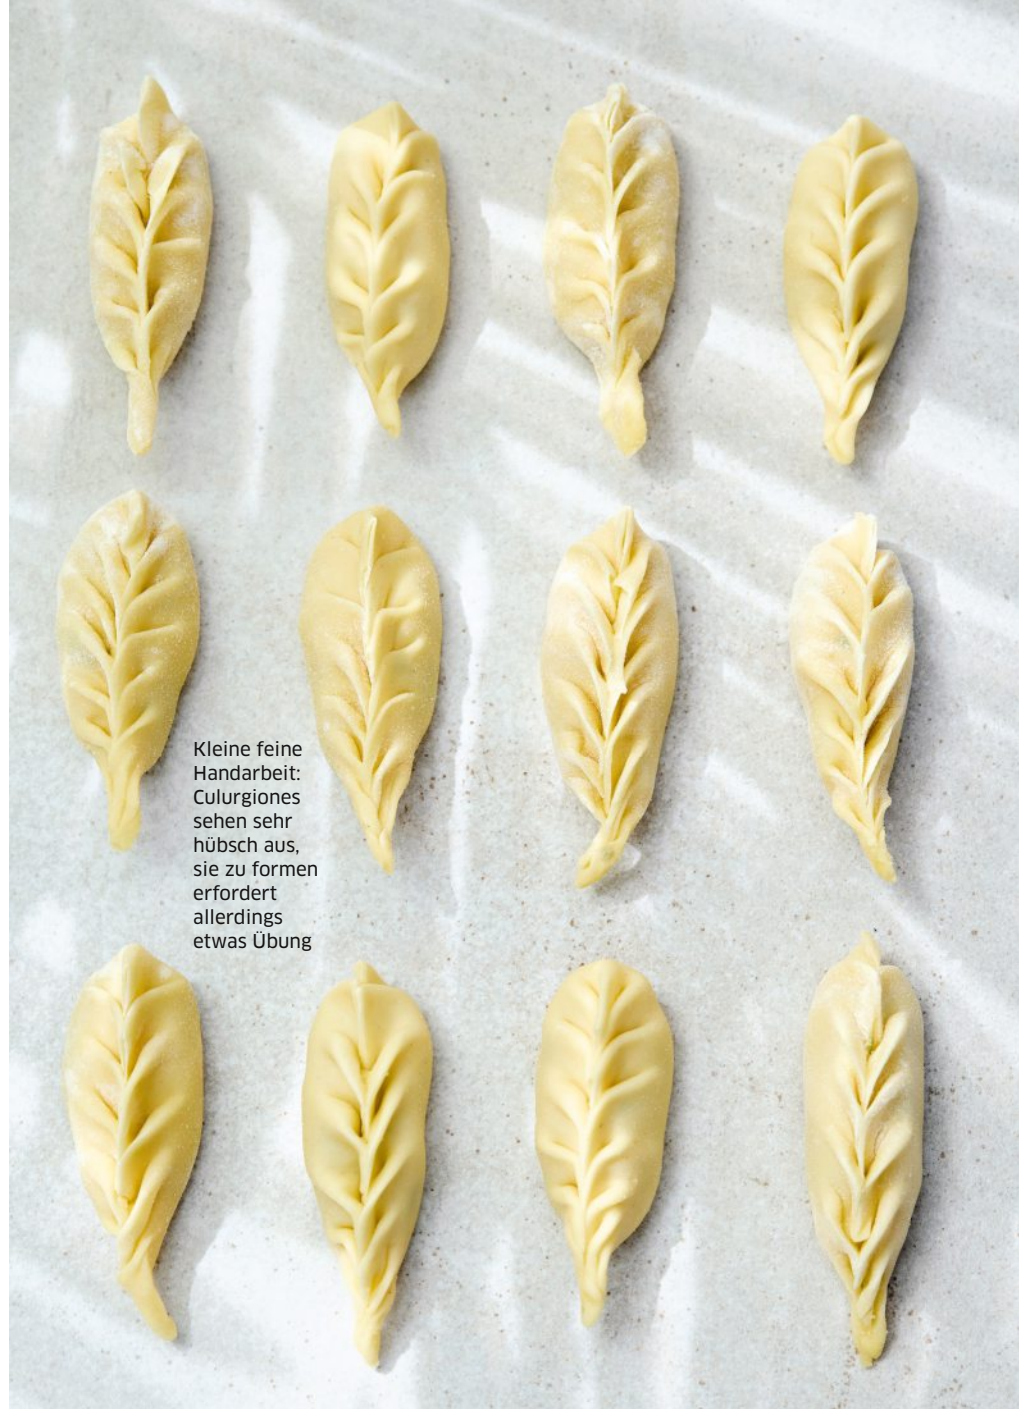 Kleine feine
Handarbeit:
Culurgiones
sehen sehr
hübsch aus,
sie zu formen
erfordert
allerdings
etwas Übung